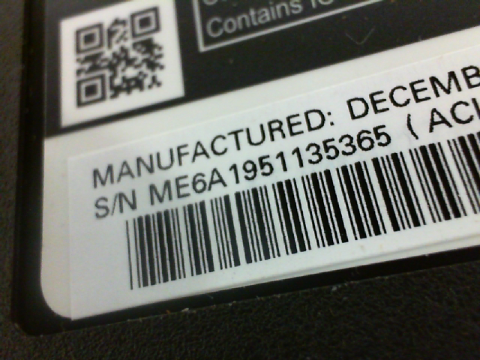 Contains IC
MANUFACTURED: DECEMB
S/N ME6A1951135365 (AC